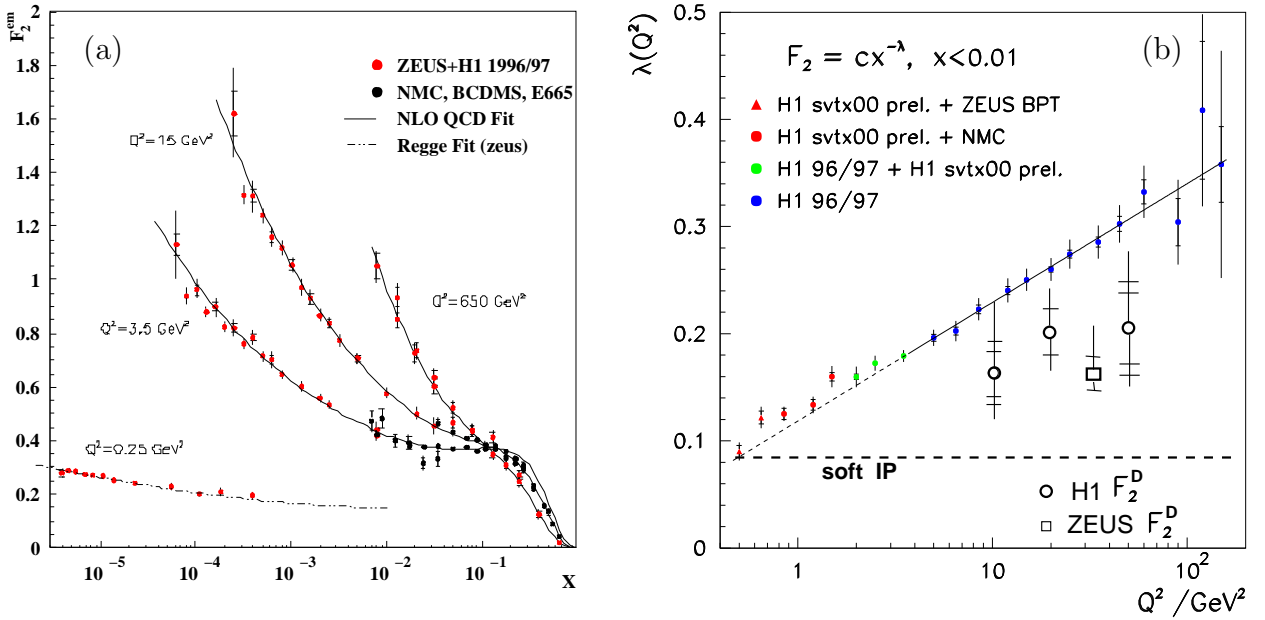 F₂ᵉᵐ
2
1.8
1.6
1.4
1.2
1
0.8
0.6
0.4
0.2
0
(a)
ZEUS+H1 1996/97
NMC, BCDMS, E665
NLO QCD Fit
Regge Fit (zeus)
Q²=15 GeV²
Q²=3.5 GeV²
Q²=650 GeV²
Q²=0.25 GeV²
10⁻⁵
10⁻⁴
10⁻³
10⁻²
10⁻¹
X
λ(Q²)
0.5
0.4
0.3
0.2
0.1
0
F₂ = cx^-λ, x<0.01
(b)
H1 svtx00 prel. + ZEUS BPT
H1 svtx00 prel. + NMC
H1 96/97 + H1 svtx00 prel.
H1 96/97
soft IP
H1 F₂ᴰ
ZEUS F₂ᴰ
1
10
10²
Q² /GeV²